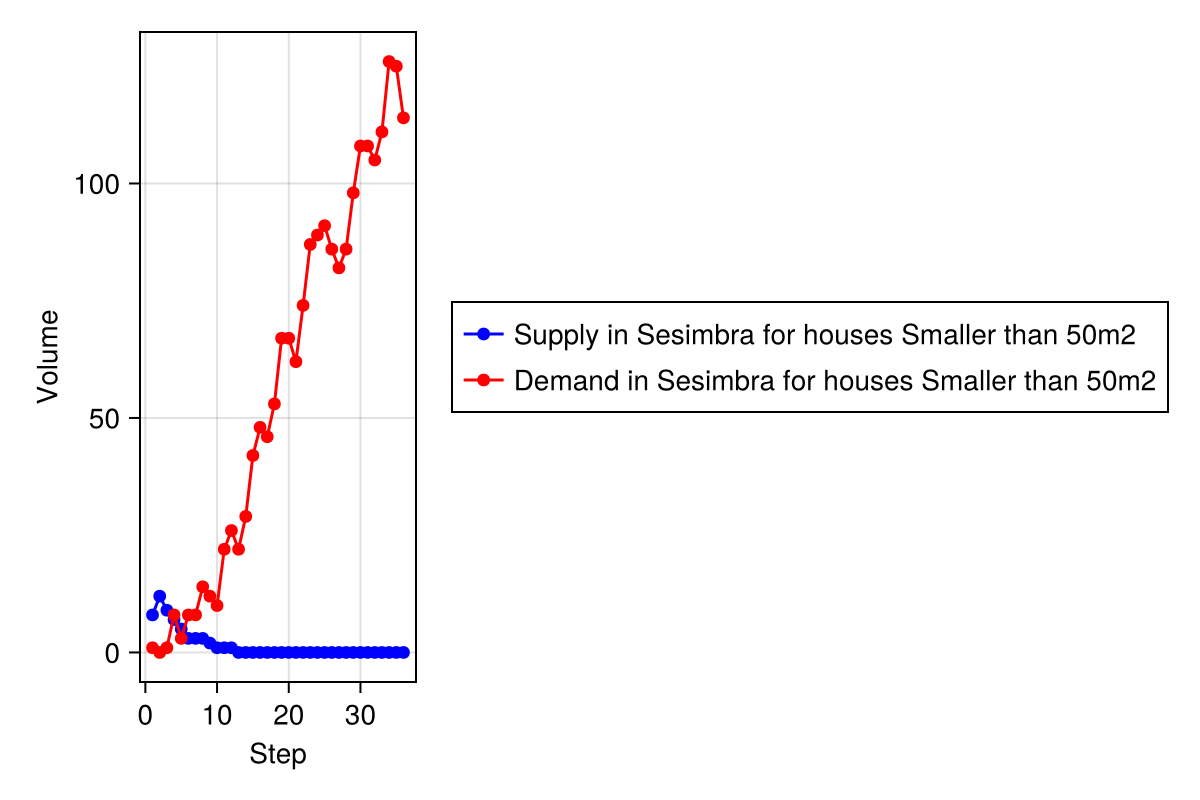 Volume
100
50
0
0 10 20 30
Step
Supply in Sesimbra for houses Smaller than 50m2
Demand in Sesimbra for houses Smaller than 50m2